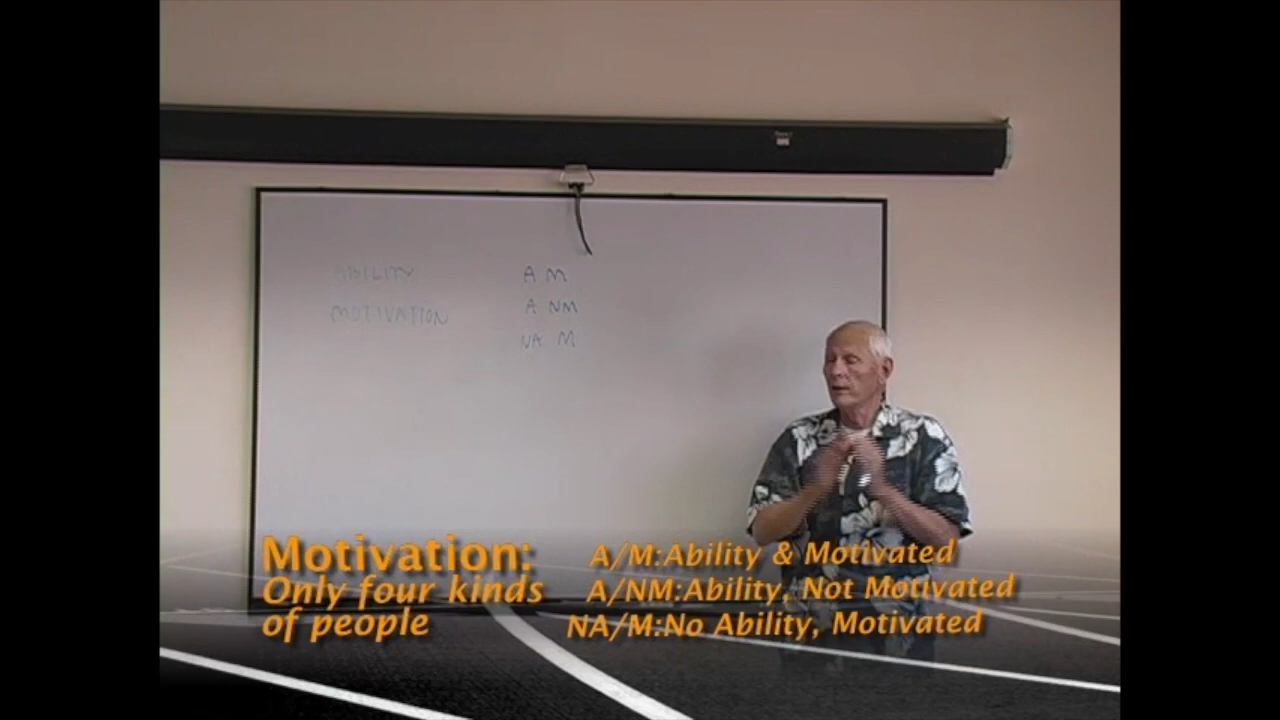 ABILITY
MOTIVATION
A M
A NM
NA M
Motivation:
Only four kinds
of people
A/M:Ability & Motivated
A/NM:Ability, Not Motivated
NA/M:No Ability, Motivated